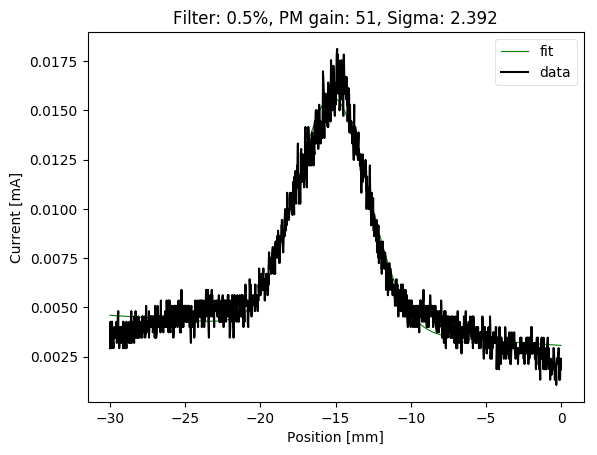 Filter: 0.5%, PM gain: 51, Sigma: 2.392
fit
data
0.0175
0.0150
0.0125
0.0100
0.0075
0.0050
0.0025
Current [mA]
−30 −25 −20 −15 −10 −5 0
Position [mm]